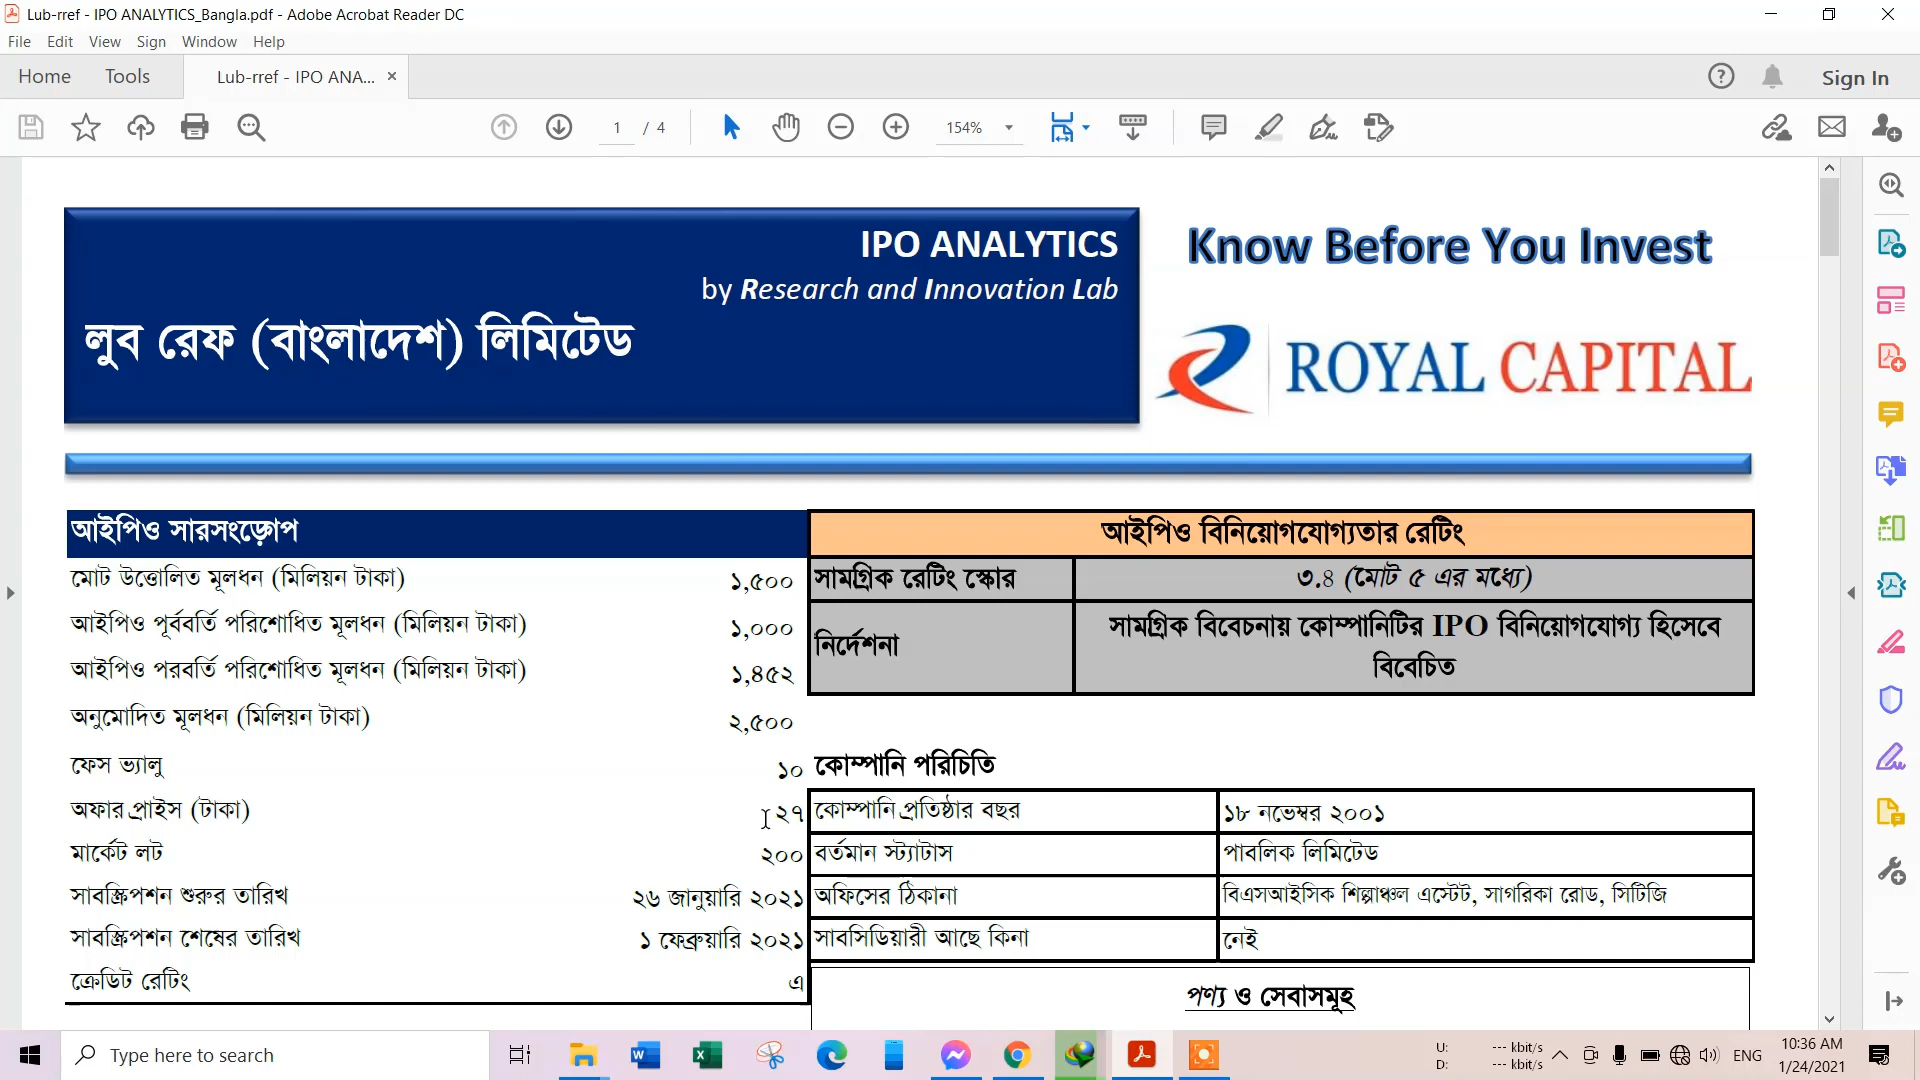 Lub-rref - IPO ANALYTICS_Bangla.pdf - Adobe Acrobat Reader DC
File Edit View Sign Window Help
Home Tools Lub-rref - IPO ANA... × Sign In
1 / 4 154%
IPO ANALYTICS
by Research and Innovation Lab
লুব রেফ (বাংলাদেশ) লিমিটেড
Know Before You Invest
ROYAL CAPITAL
আইপিও সারসংক্ষেপ
মোট উত্তোলিত মূলধন (মিলিয়ন টাকা) ১,৫০০
আইপিও পূর্ববর্তি পরিশোধিত মূলধন (মিলিয়ন টাকা) ১,০০০
আইপিও পরবর্তি পরিশোধিত মূলধন (মিলিয়ন টাকা) ১,৪৫২
অনুমোদিত মূলধন (মিলিয়ন টাকা) ২,৫০০
ফেস ভ্যালু ১০
অফার প্রাইস (টাকা) ২৭
মার্কেট লট ২০০
সাবস্ক্রিপশন শুরুর তারিখ ২৬ জানুয়ারি ২০২১
সাবস্ক্রিপশন শেষের তারিখ ১ ফেব্রুয়ারি ২০২১
ক্রেডিট রেটিং এ
আইপিও বিনিয়োগযোগ্যতার রেটিং
সামগ্রিক রেটিং স্কোর ৩.৪ (মোট ৫ এর মধ্যে)
নির্দেশনা সামগ্রিক বিবেচনায় কোম্পানিটির IPO বিনিয়োগযোগ্য হিসেবে
বিবেচিত
কোম্পানি পরিচিতি
কোম্পানি প্রতিষ্ঠার বছর ১৮ নভেম্বর ২০০১
বর্তমান স্ট্যাটাস পাবলিক লিমিটেড
অফিসের ঠিকানা বিএসআইসিক শিল্পাঞ্চল এস্টেট, সাগরিকা রোড, সিটিজি
সাবসিডিয়ারী আছে কিনা নেই
পণ্য ও সেবাসমূহ
Type here to search
U: --- kbit/s
D: --- kbit/s
ENG
10:36 AM
1/24/2021